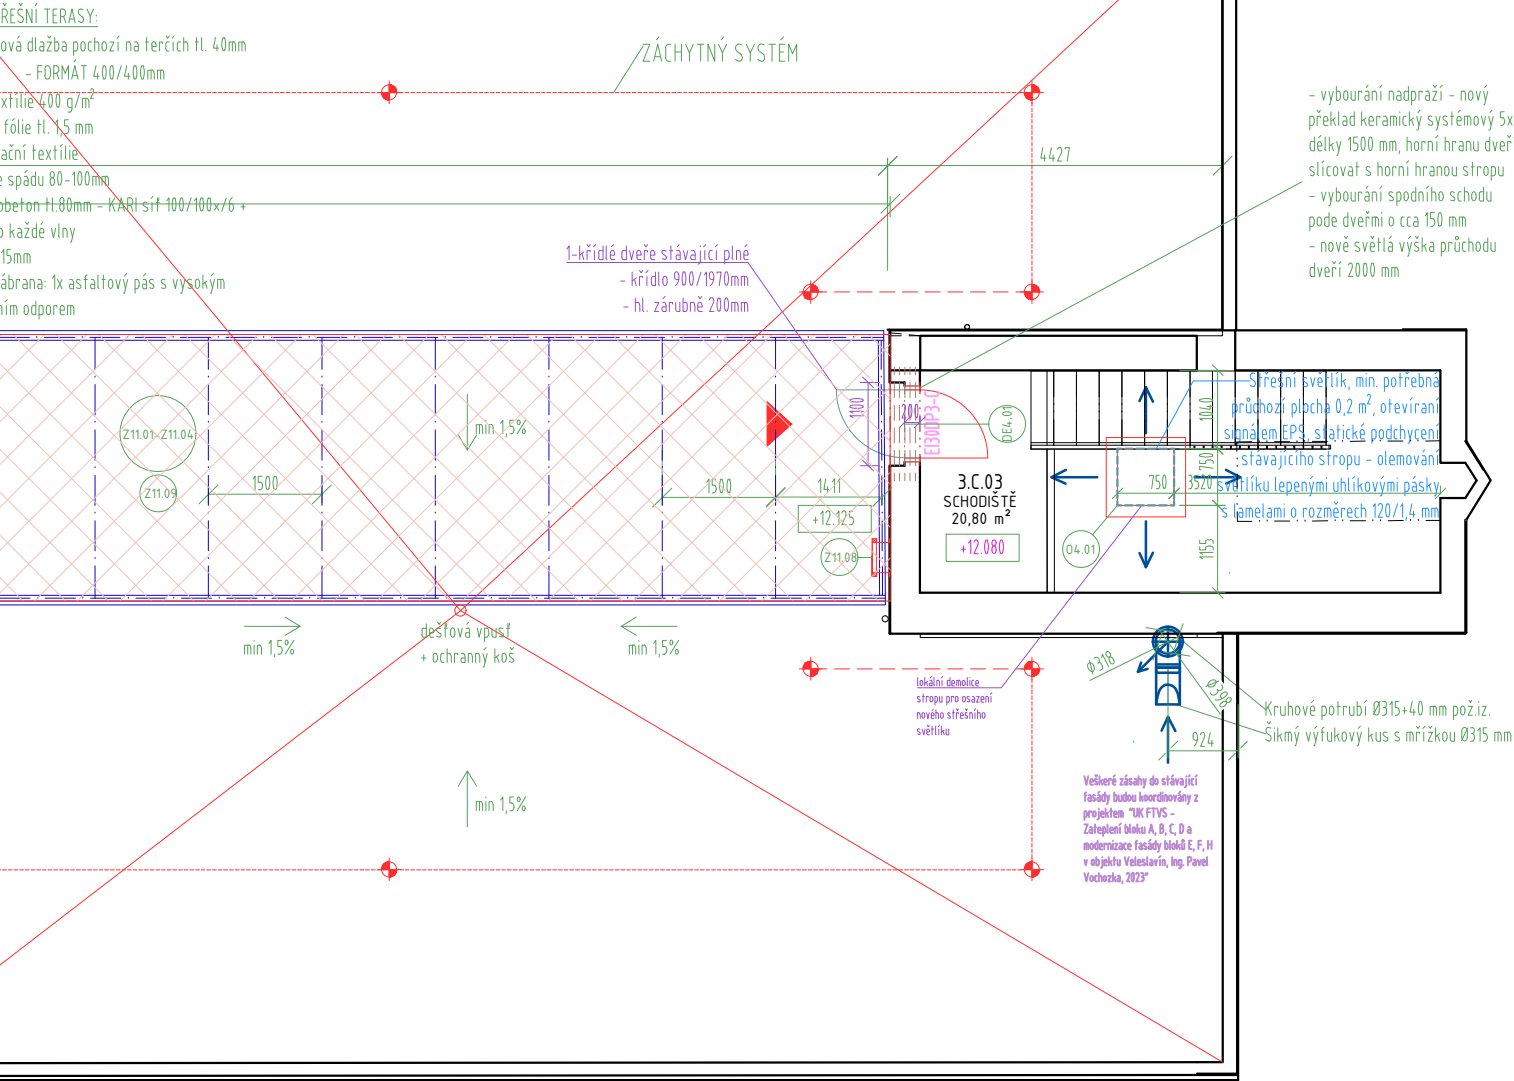 ŘEŠNÍ TERASY:
ová dlažba pochozí na terčích tl. 40mm
- FORMÁT 400/400mm
xtílie 400 g/m²
fólie tl. 1,5 mm
ační textílie
e spádu 80-100mm
obeton tl.80mm - KARI síť 100/100x/6 +
o každé vlny
15mm
ábrana: 1x asfaltový pás s vysokým
ním odporem
ZÁCHYTNÝ SYSTÉM
4427
- vybourání nadpraží - nový
překlad keramický systémový 5x
délky 1500 mm, horní hranu dveř
slícovat s horní hranou stropu
- vybourání spodního schodu
pode dveřmi o cca 150 mm
- nově světlá výška průchodu
dveří 2000 mm
1-křídlé dveře stávající plné
- křídlo 900/1970mm
- hl. zárubně 200mm
Z11.01-Z11.04
Z11.09
1500
min 1,5%
1500
1411
+12.125
Z11.08
1100
200
EI30DP3-C
DE4.01
3.C.03
SCHODIŠTĚ
20,80 m²
+12.080
Střešní světlík, min. potřebná
průchozí plocha 0,2 m², otevíraní
signálem EPS, statické podchycení
stávajícího stropu - olemování
světlíku lepenými uhlíkovými pásky
s lamelami o rozměrech 120/1,4 mm
1040
750
750
3520
1155
O4.01
min 1,5%
dešťová vpusť
+ ochranný koš
min 1,5%
min 1,5%
lokální demolice
stropu pro osazení
nového střešního
světlíku
Ø318
Ø398
Kruhové potrubí Ø315+40 mm pož.iz.
Šikmý výfukový kus s mřížkou Ø315 mm
924
Veškeré zásahy do stávající
fasády budou koordinovány z
projektem "UK FTVS -
Zateplení bloku A, B, C, D a
modernizace fasády bloků E, F, H
v objektu Veleslavín, Ing. Pavel
Vochozka, 2023"